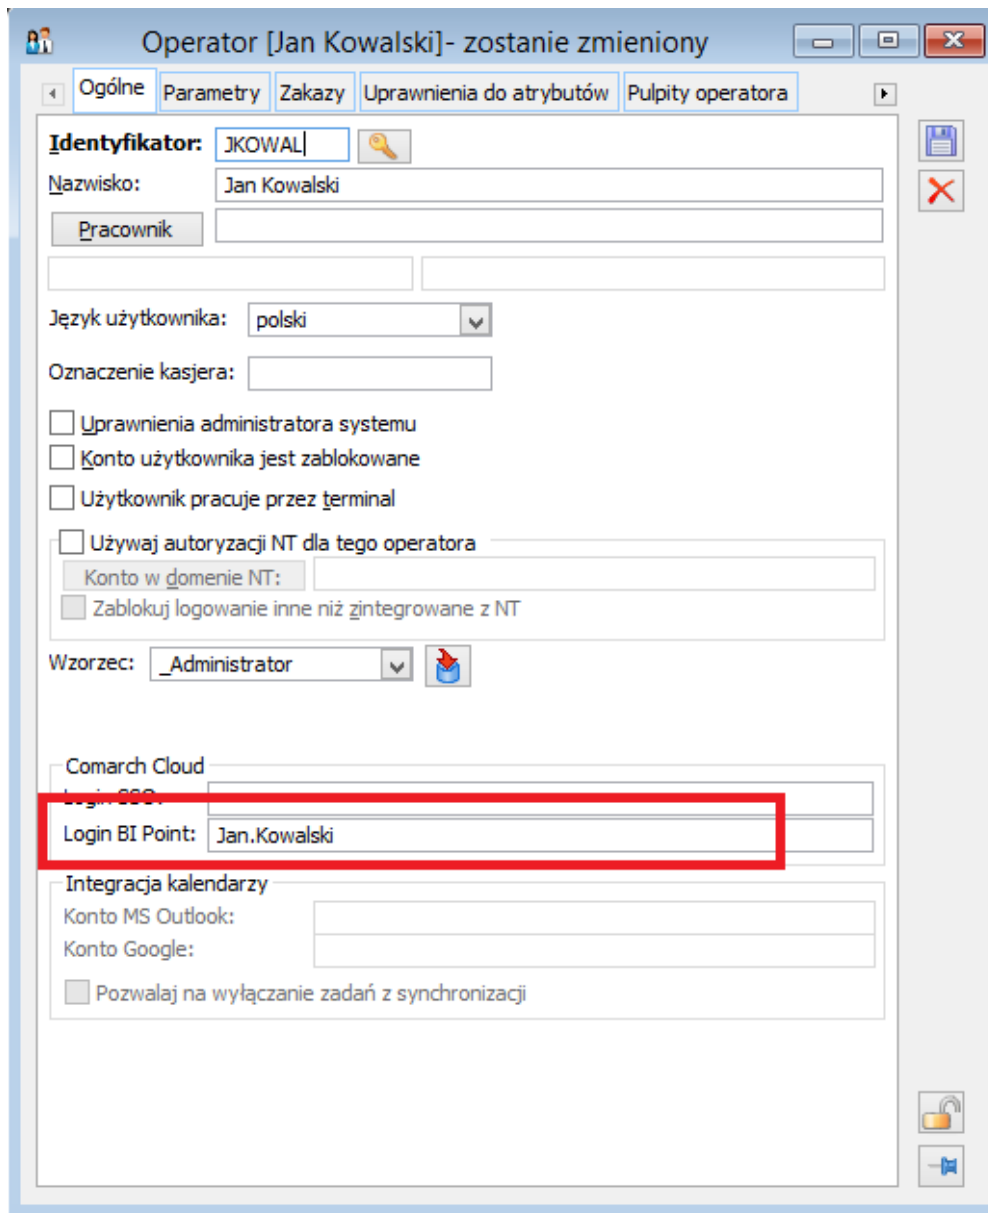 Operator [Jan Kowalski]- zostanie zmieniony
Ogólne Parametry Zakazy Uprawnienia do atrybutów Pulpity operatora
Identyfikator: JKOWAL
Nazwisko: Jan Kowalski
Pracownik
Język użytkownika: polski
Oznaczenie kasjera:
Uprawnienia administratora systemu
Konto użytkownika jest zablokowane
Użytkownik pracuje przez terminal
Używaj autoryzacji NT dla tego operatora
Konto w domenie NT:
Zablokuj logowanie inne niż zintegrowane z NT
Wzorzec: _Administrator
Comarch Cloud
Login SSO:
Login BI Point: Jan.Kowalski
Integracja kalendarzy
Konto MS Outlook:
Konto Google:
Pozwalaj na wyłączanie zadań z synchronizacji